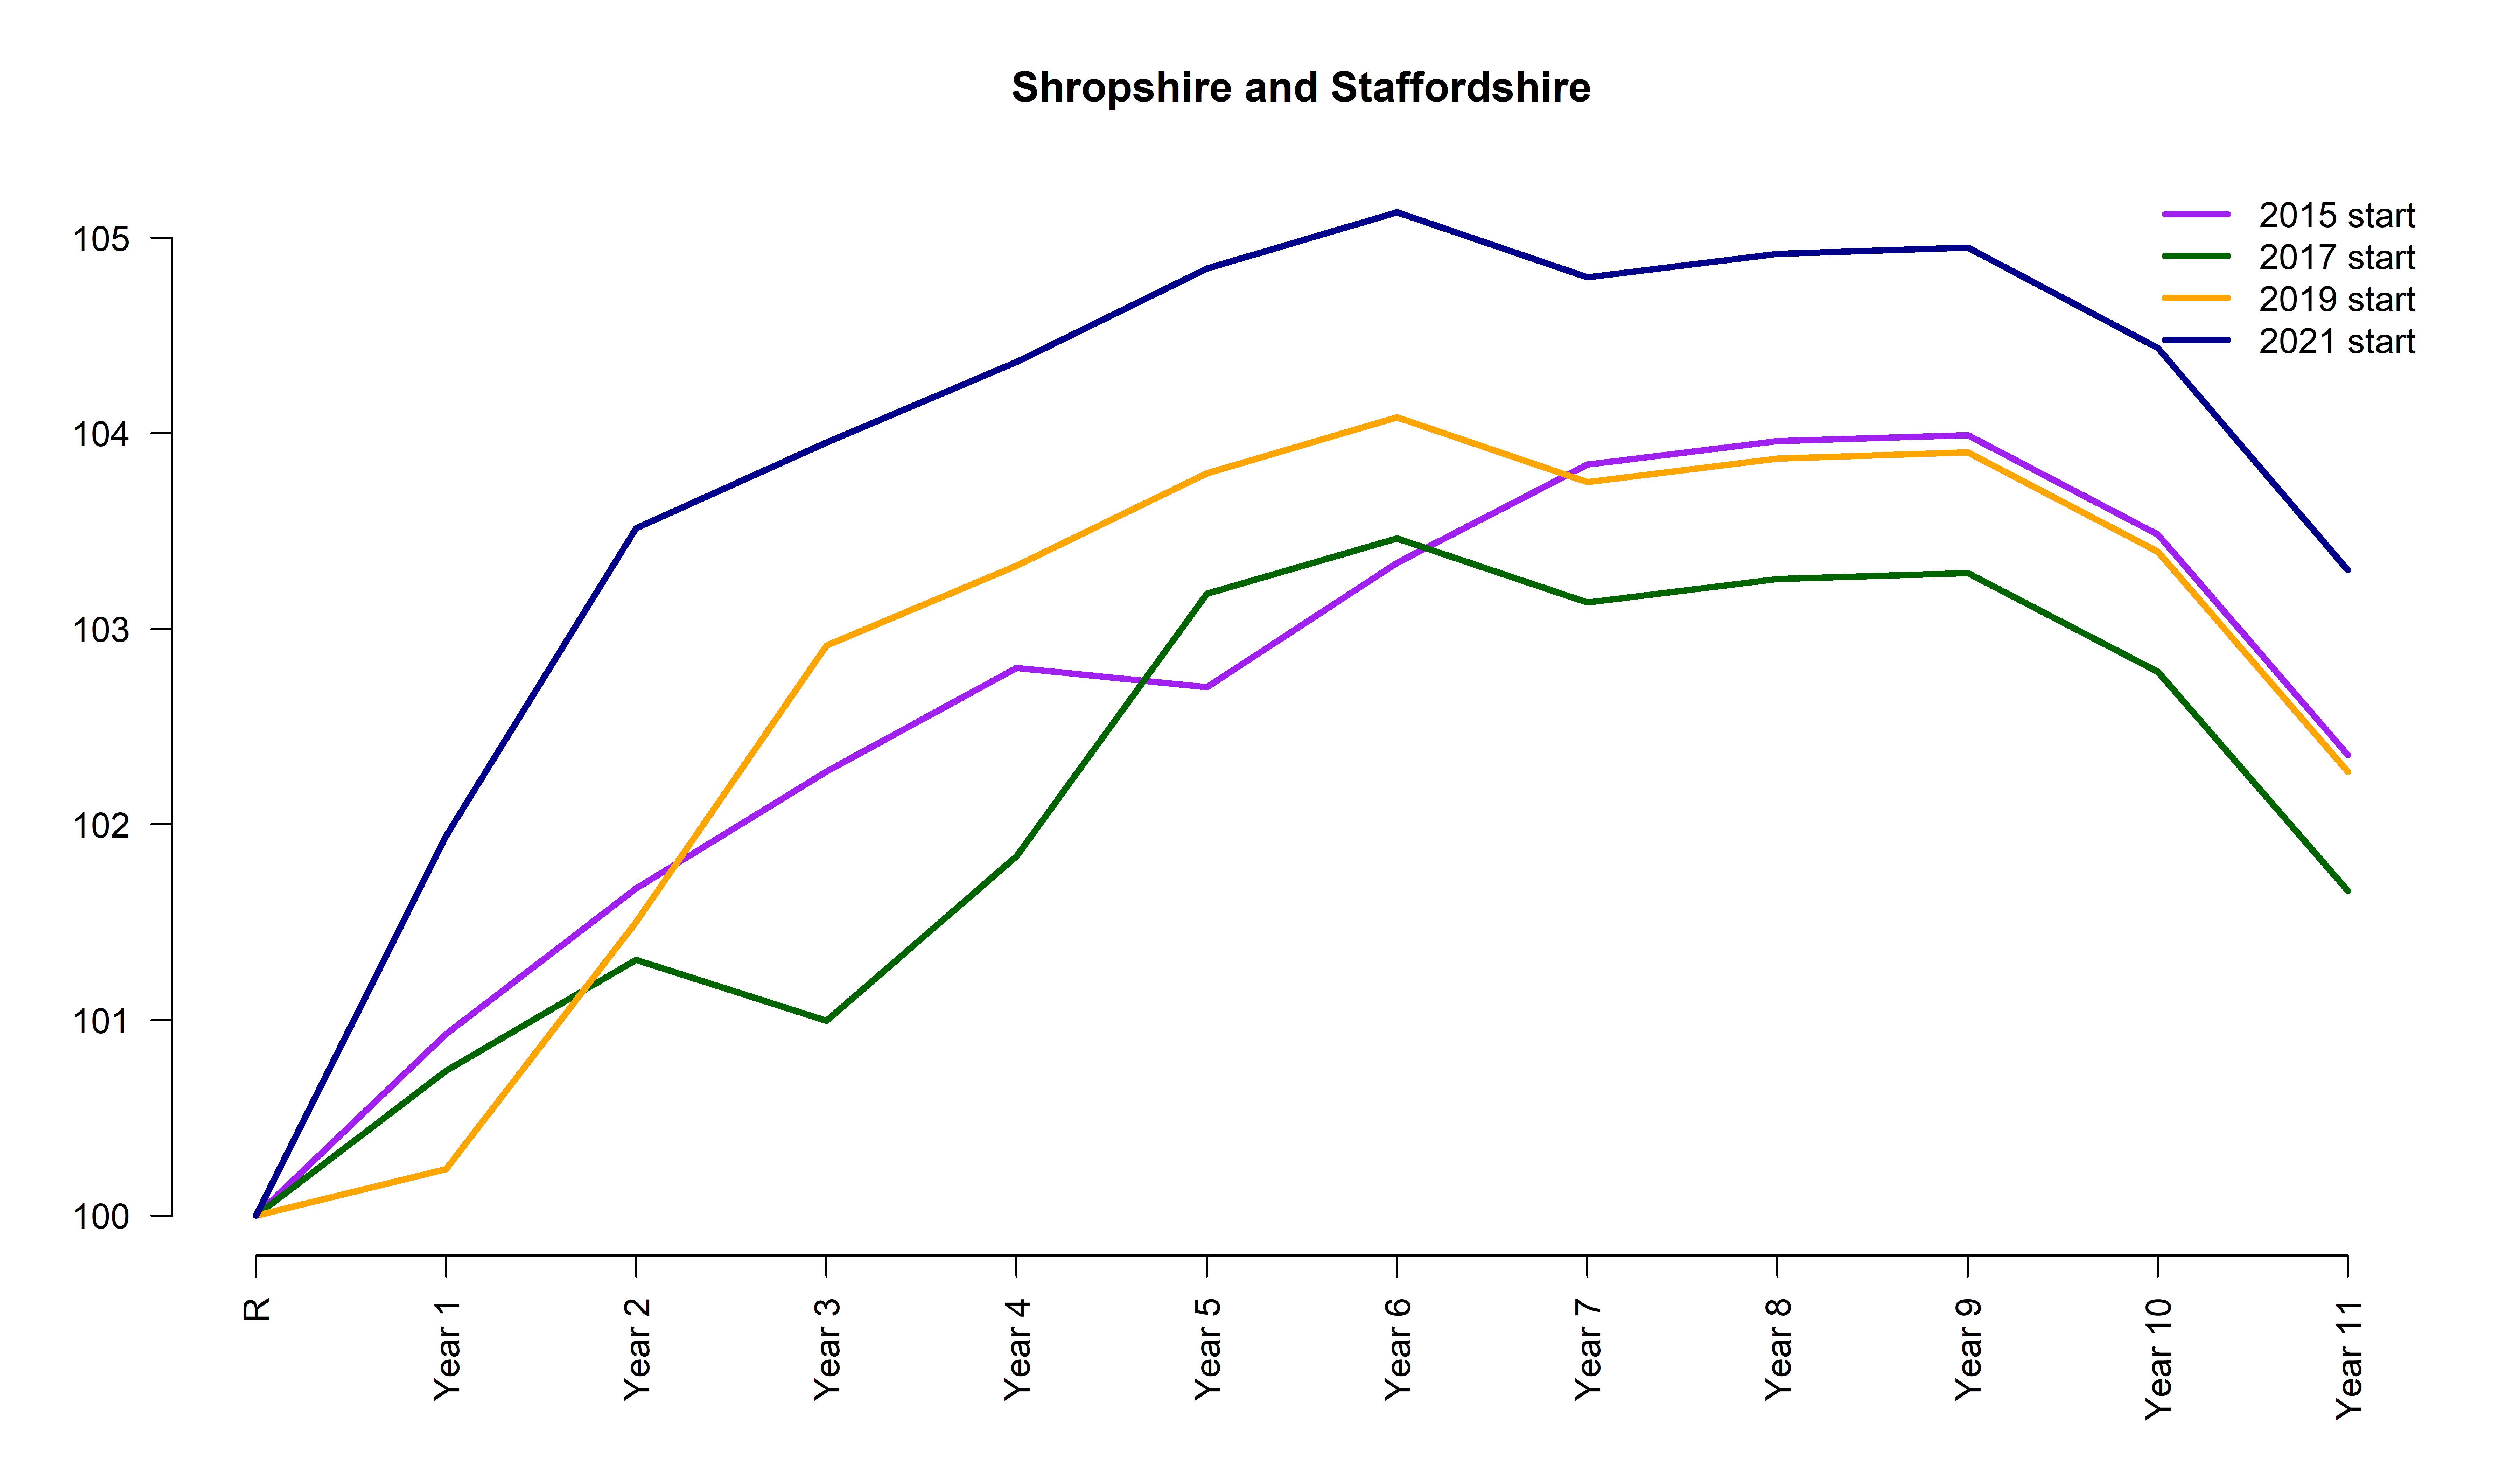 Shropshire and Staffordshire
2015 start
2017 start
2019 start
2021 start
105
104
103
102
101
100
R
Year 1
Year 2
Year 3
Year 4
Year 5
Year 6
Year 7
Year 8
Year 9
Year 10
Year 11